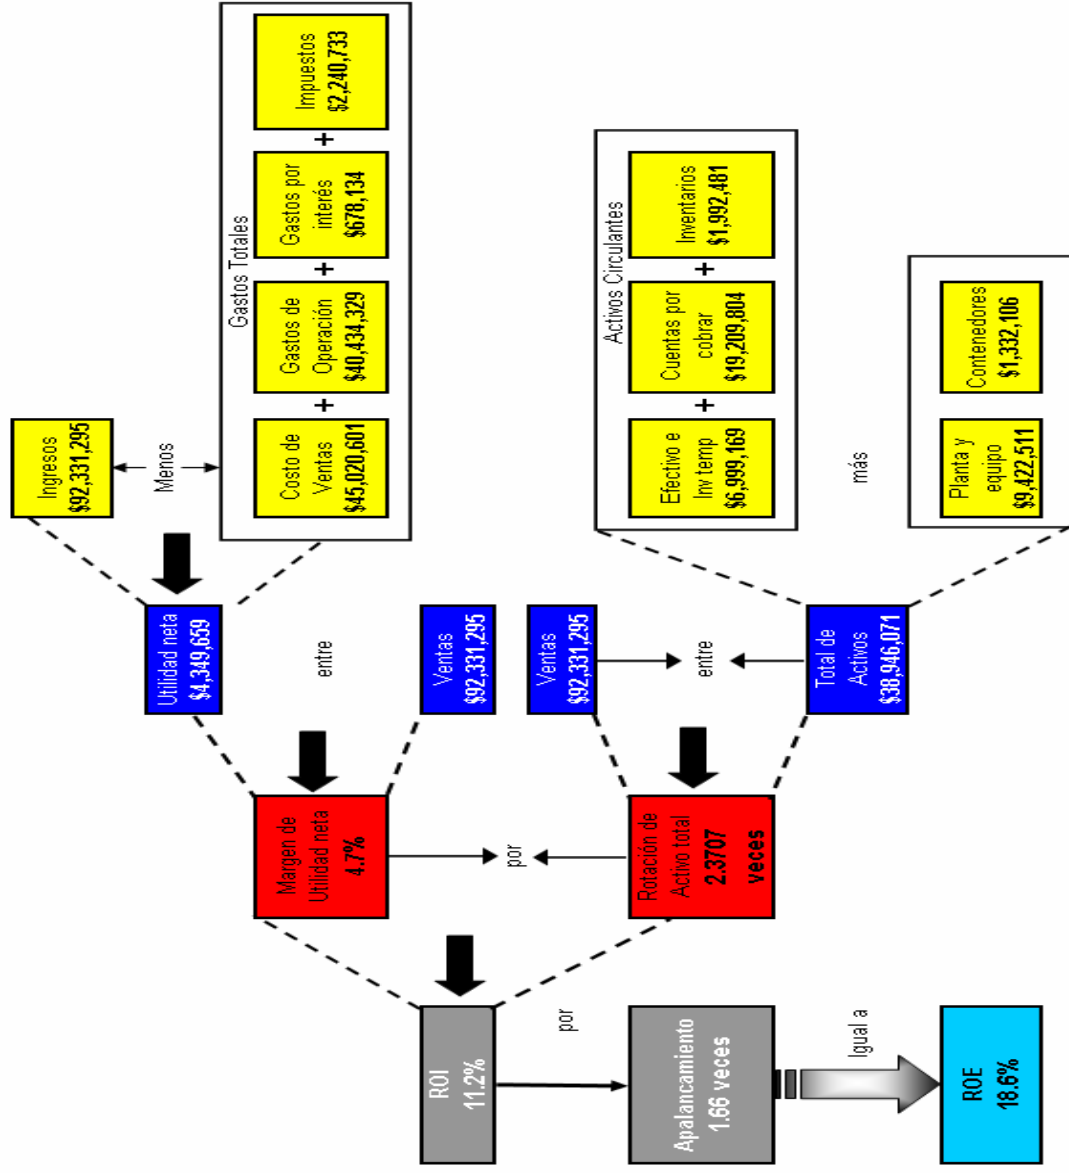 Gastos Totales
Ingresos
$92,331,295
Menos
Costo de
Ventas
$45,020,601
+
Gastos de
Operación
$40,434,329
+
Gastos por
interés
$678,134
+
Impuestos
$2,240,733
Utilidad neta
$4,349,659
entre
Ventas
$92,331,295
Margen de
Utilidad neta
4.7%
por
Rotación de
Activo total
2.3707
veces
Ventas
$92,331,295
entre
Total de
Activos
$38,946,071
Activos Circulantes
Efectivo e
Inv temp
$6,999,169
+
Cuentas por
cobrar
$19,209,804
+
Inventarios
$1,992,481
más
Planta y
equipo
$9,422,511
Contenedores
$1,332,106
ROI
11.2%
por
Apalancamiento
1.66 veces
Igual a
ROE
18.6%